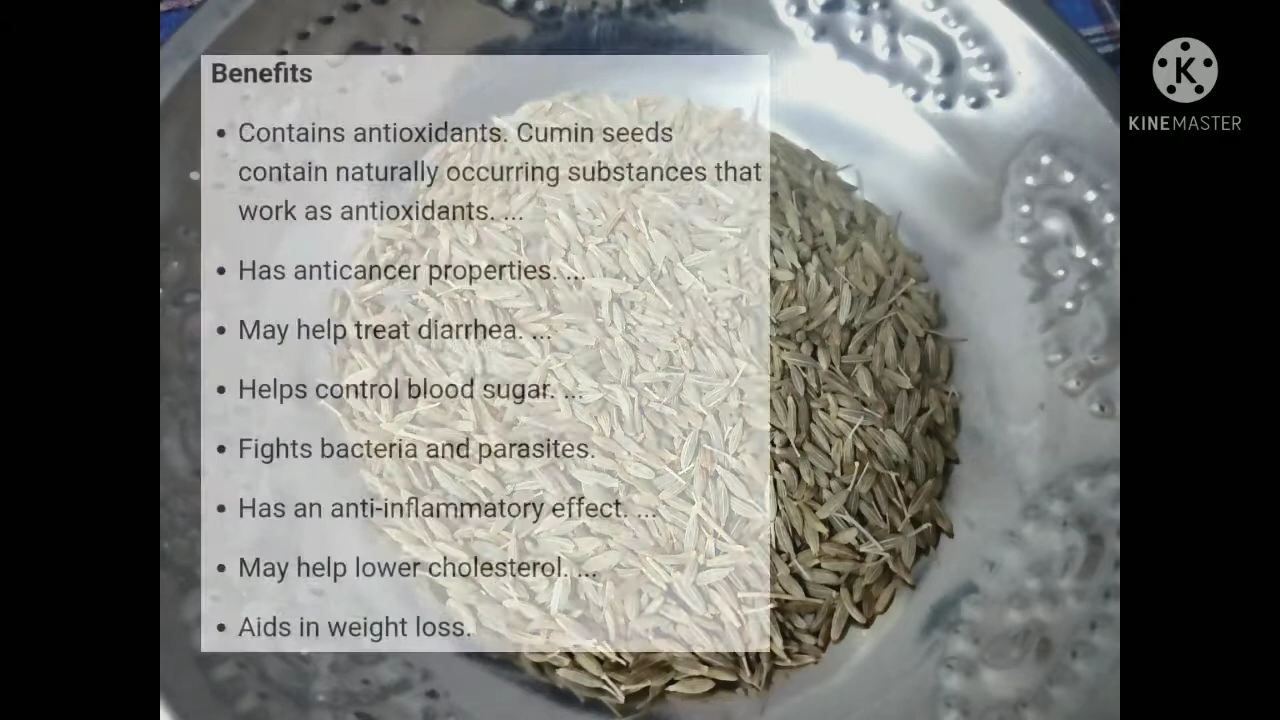 Benefits
• Contains antioxidants. Cumin seeds
contain naturally occurring substances that
work as antioxidants. ...
• Has anticancer properties. ...
• May help treat diarrhea. ...
• Helps control blood sugar. ...
• Fights bacteria and parasites.
• Has an anti-inflammatory effect. ...
• May help lower cholesterol. ...
• Aids in weight loss.
K
KINEMASTER